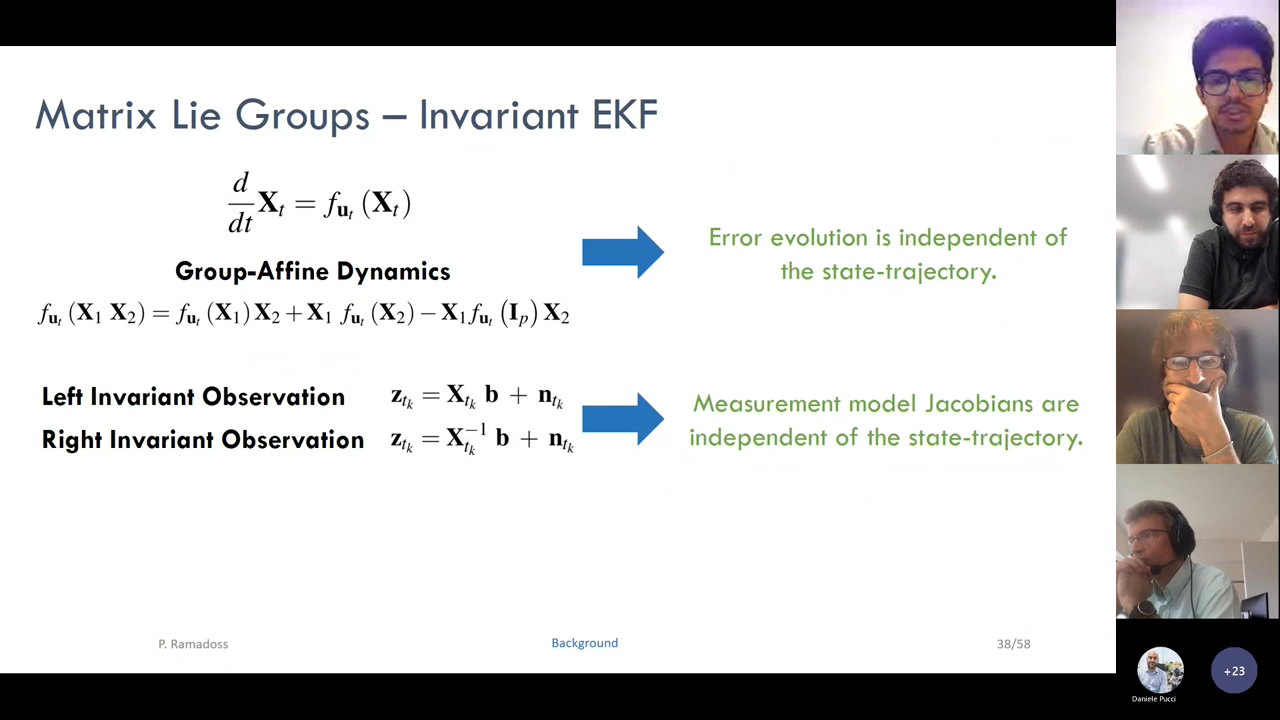 Matrix Lie Groups – Invariant EKF
d/dt X_t = f_{u_t} (X_t)
Group-Affine Dynamics
f_{u_t} (X_1 X_2) = f_{u_t} (X_1) X_2 + X_1 f_{u_t} (X_2) − X_1 f_{u_t} (I_p) X_2
Error evolution is independent of
the state-trajectory.
Left Invariant Observation z_{t_k} = X_{t_k} b + n_{t_k}
Right Invariant Observation z_{t_k} = X_{t_k}^{−1} b + n_{t_k}
Measurement model Jacobians are
independent of the state-trajectory.
P. Ramadoss
Background
38/58
Daniele Pucci
+23